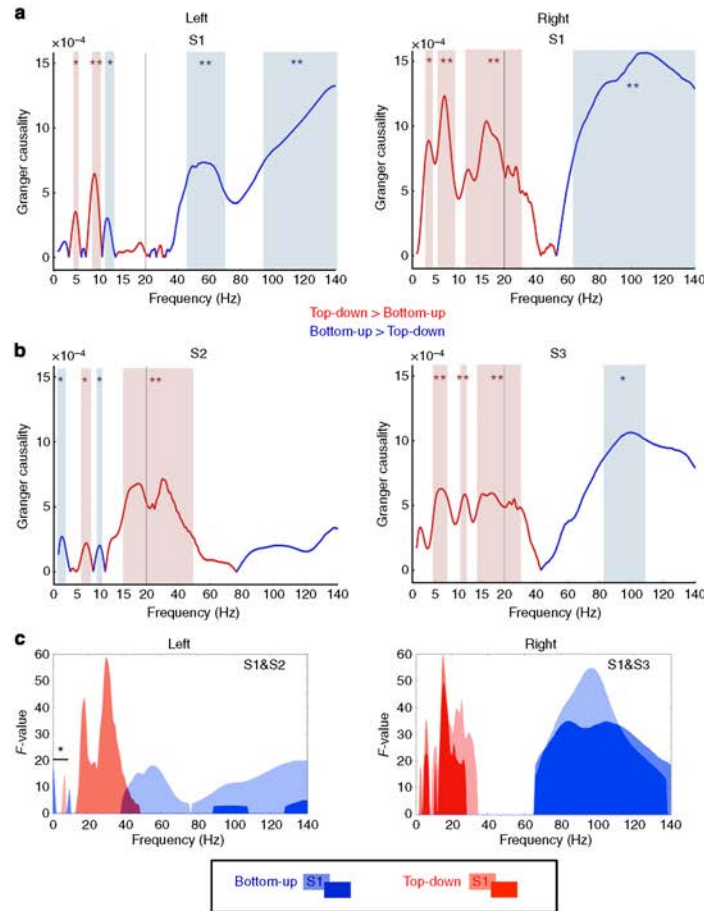 a
Left
Right
S1
S1
×10⁻⁴
×10⁻⁴
* ** * ** **
* ** ** **
15
10
5
0
Granger causality
0 5 10 15 20 40 60 80 100 120 140
Frequency (Hz)
15
10
5
0
Granger causality
0 5 10 15 20 40 60 80 100 120 140
Frequency (Hz)
Top-down > Bottom-up
Bottom-up > Top-down
b
S2
S3
×10⁻⁴
×10⁻⁴
* * * **
** ** ** *
15
10
5
0
Granger causality
0 5 10 15 20 40 60 80 100 120 140
Frequency (Hz)
15
10
5
0
Granger causality
0 5 10 15 20 40 60 80 100 120 140
Frequency (Hz)
c
Left
Right
S1&S2
S1&S3
60
50
40
30
20
10
0
F-value
*
0 20 40 60 80 100 120 140
Frequency (Hz)
60
50
40
30
20
10
0
F-value
0 20 40 60 80 100 120 140
Frequency (Hz)
Bottom-up S1
Top-down S1